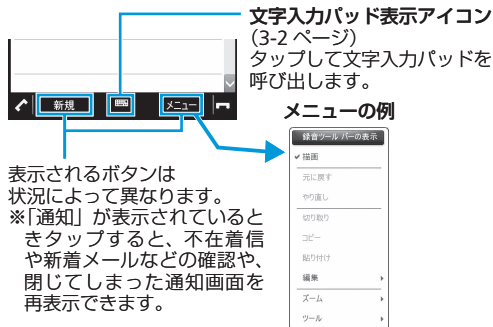 文字入力パッド表示アイコン
（3-2 ページ）
タップして文字入力パッドを
呼び出します。
新規
メニュー
メニューの例
録音ツール バーの表示
✔描画
元に戻す
やり直し
切り取り
コピー
貼り付け
編集
ズーム
ツール
表示されるボタンは
状況によって異なります。
※「通知」が表示されていると
きタップすると、不在着信
や新着メールなどの確認や、
閉じてしまった通知画面を
再表示できます。